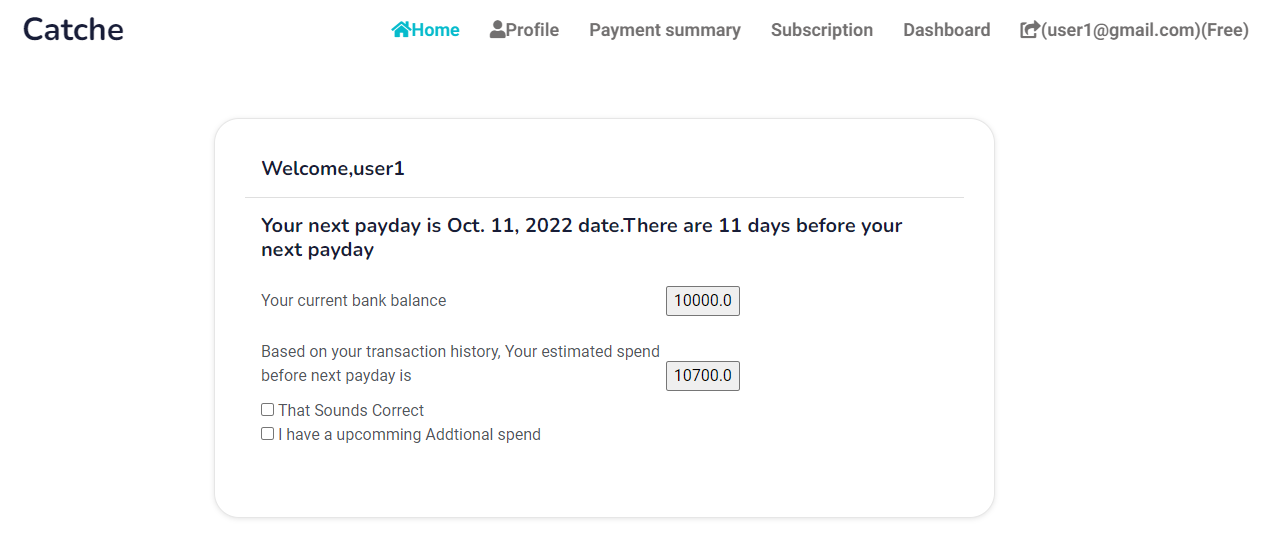 Catche
Home Profile Payment summary Subscription Dashboard (user1@gmail.com)(Free)
Welcome,user1
Your next payday is Oct. 11, 2022 date.There are 11 days before your
next payday
Your current bank balance 10000.0
Based on your transaction history, Your estimated spend
before next payday is 10700.0
That Sounds Correct
I have a upcomming Addtional spend